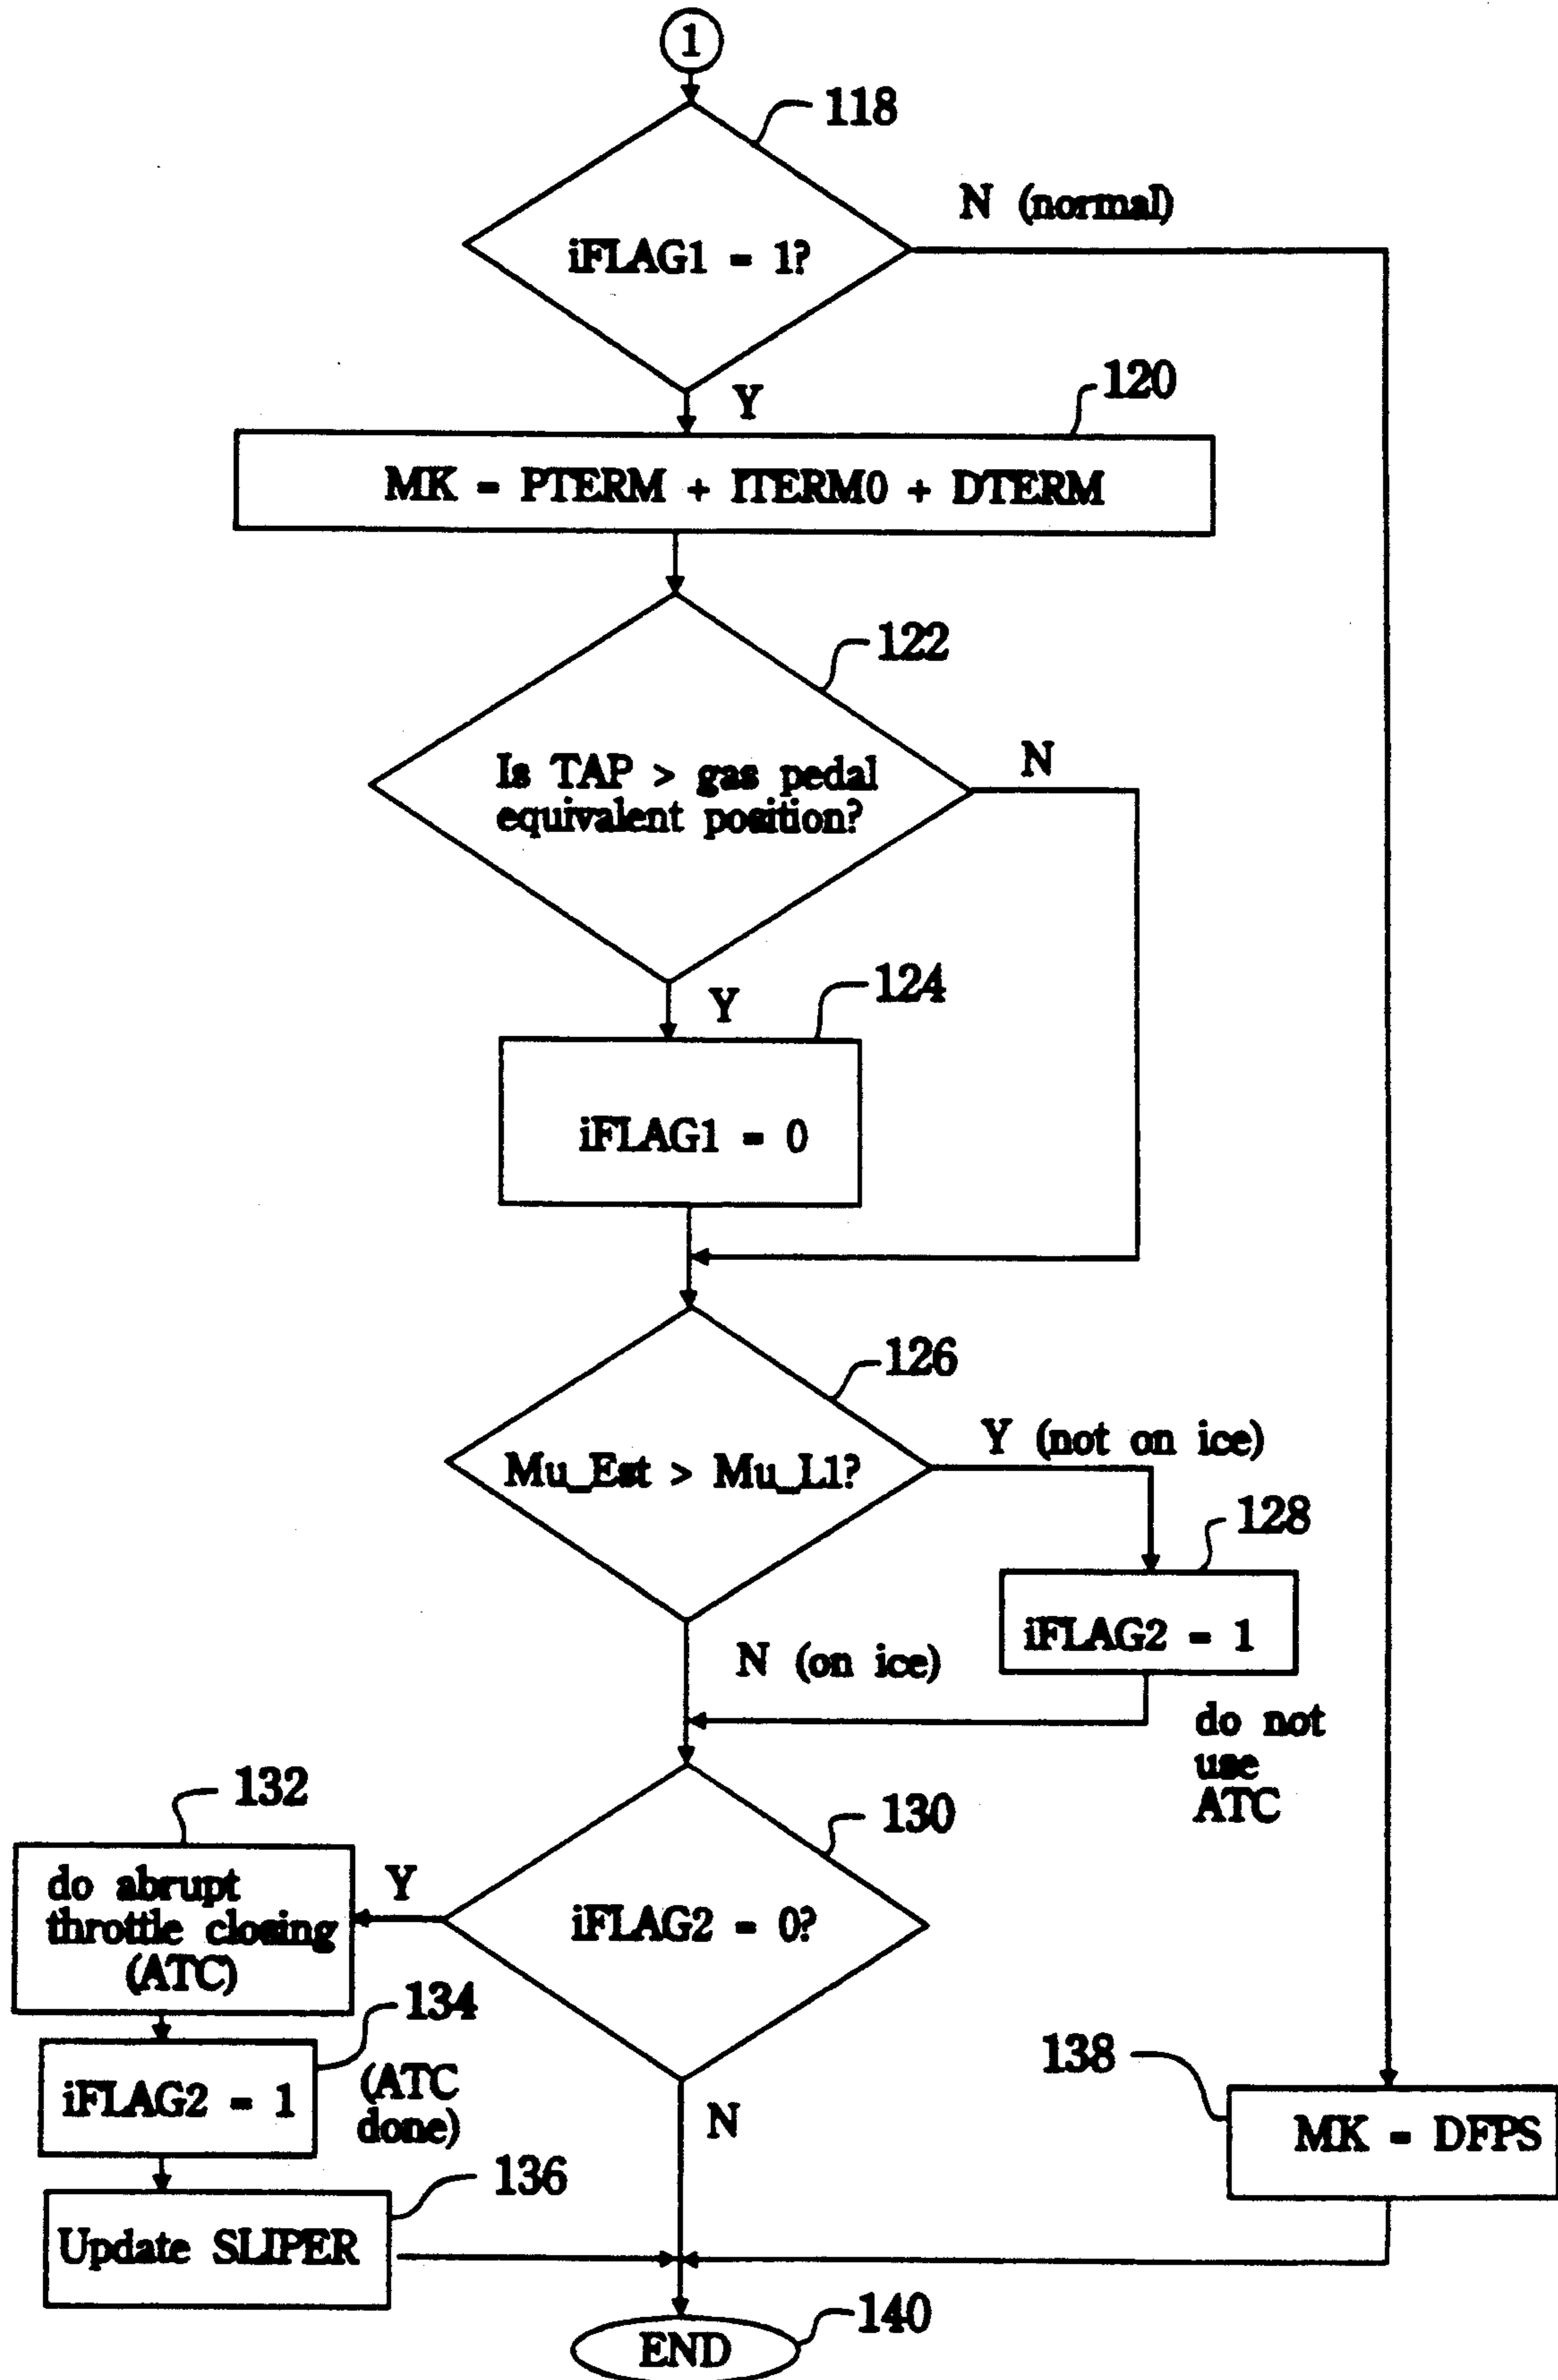 1
118
N (normal)
iFLAG1 = 1?
Y
120
MK = PTERM + ITERM0 + DTERM
122
Is TAP > gas pedal
equivalent position?
N
Y
124
iFLAG1 = 0
126
Mu_Est > Mu_L1?
Y (not on ice)
128
iFLAG2 = 1
N (on ice)
do not
use
ATC
132
130
do abrupt
throttle closing
(ATC)
Y
iFLAG2 = 0?
134
iFLAG2 = 1
(ATC
done)
N
138
MK = DFPS
136
Update SLIPER
140
END